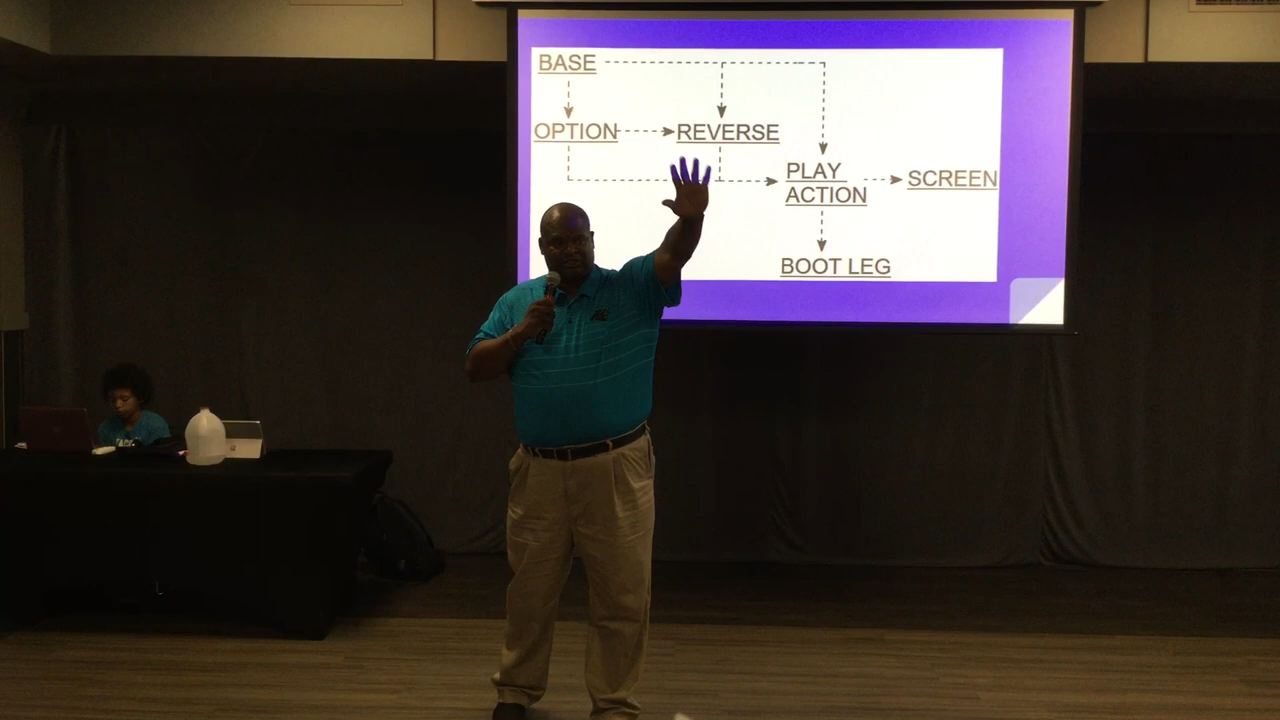 BASE
OPTION
REVERSE
PLAY
ACTION
SCREEN
BOOT LEG